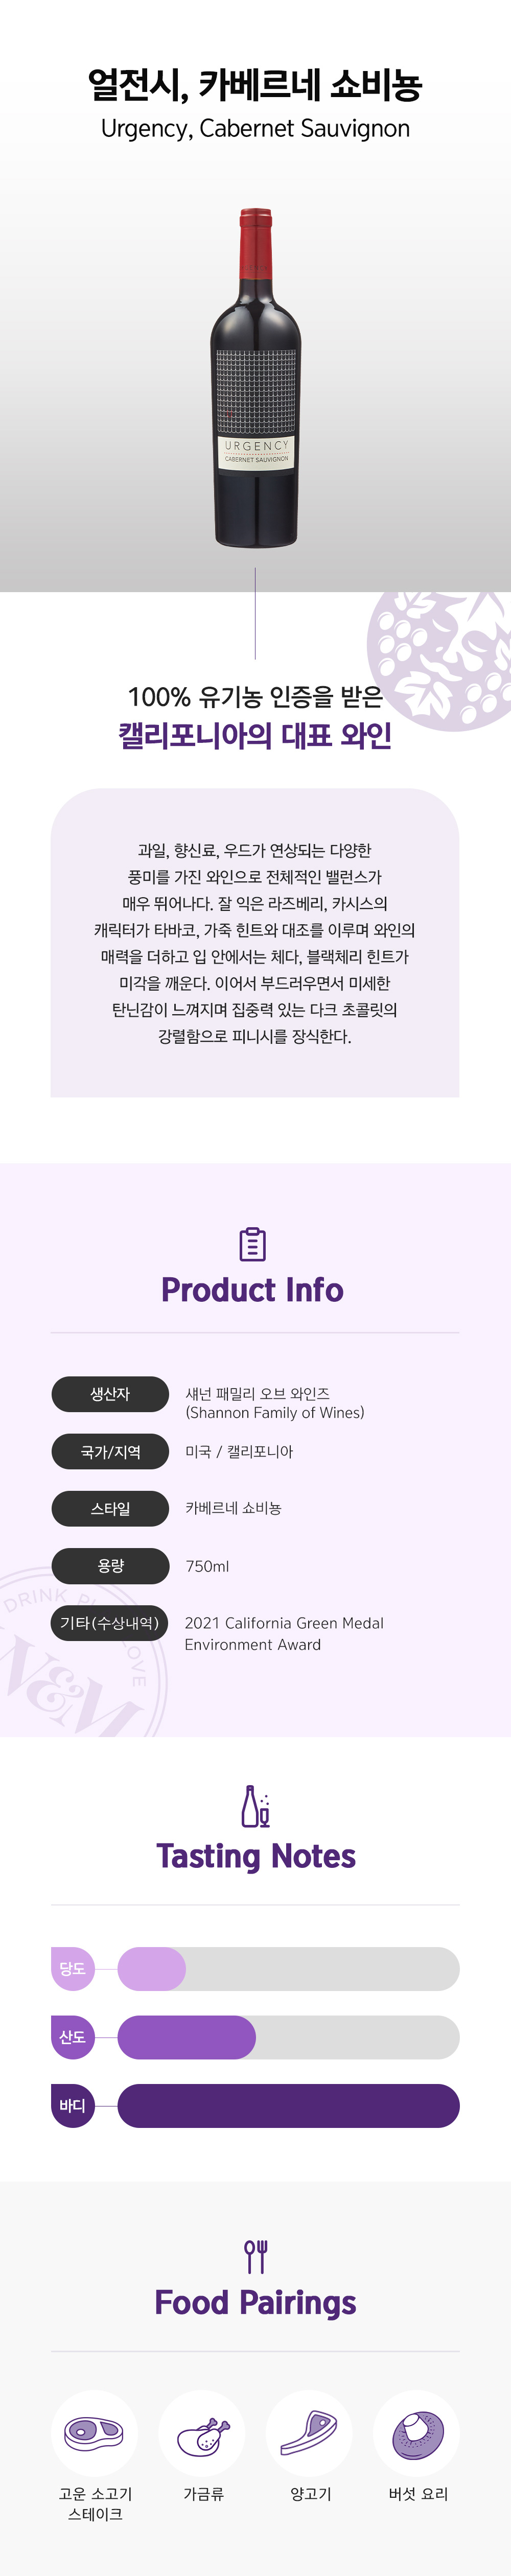 얼전시, 카베르네 쇼비뇽
Urgency, Cabernet Sauvignon
URGENCY
CABERNET SAUVIGNON
100% 유기농 인증을 받은
캘리포니아의 대표 와인
과일, 향신료, 우드가 연상되는 다양한
풍미를 가진 와인으로 전체적인 밸런스가
매우 뛰어나다. 잘 익은 라즈베리, 카시스의
캐릭터가 타바코, 가죽 힌트와 대조를 이루며 와인의
매력을 더하고 입 안에서는 체다, 블랙체리 힌트가
미각을 깨운다. 이어서 부드러우면서 미세한
탄닌감이 느껴지며 집중력 있는 다크 초콜릿의
강렬함으로 피니시를 장식한다.
Product Info
생산자
섀넌 패밀리 오브 와인즈
(Shannon Family of Wines)
국가/지역
미국 / 캘리포니아
스타일
카베르네 쇼비뇽
용량
750ml
기타(수상내역)
2021 California Green Medal
Environment Award
DRINK
LOVE
W&M
Tasting Notes
당도
산도
바디
Food Pairings
고운 소고기
스테이크
가금류
양고기
버섯 요리